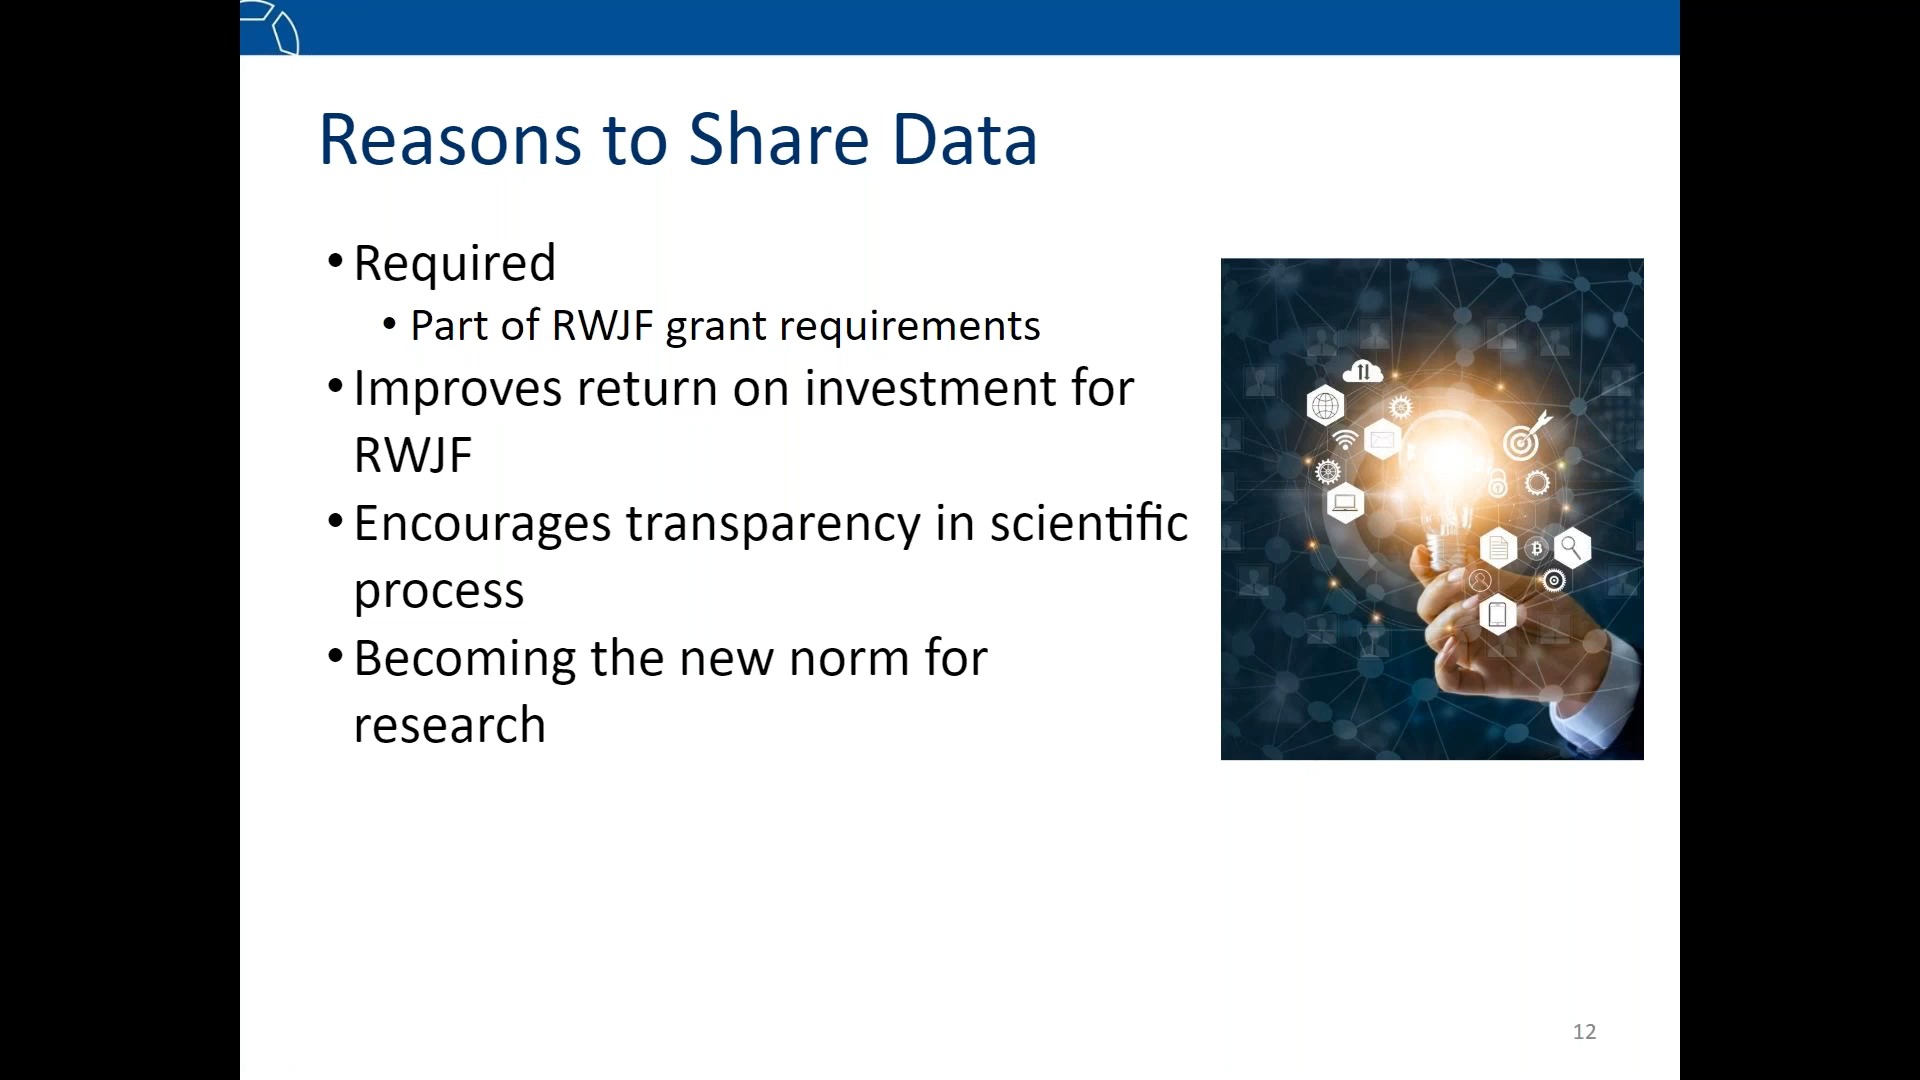 Reasons to Share Data
• Required
• Part of RWJF grant requirements
• Improves return on investment for
RWJF
• Encourages transparency in scientific
process
• Becoming the new norm for
research
12